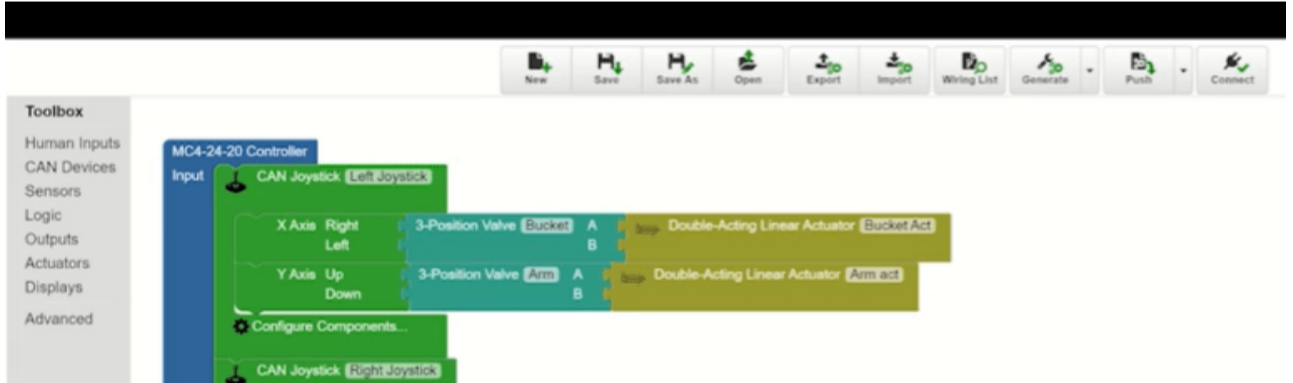 New Save Save As Open Export Import Wiring List Generate Push Connect
Toolbox
Human Inputs
CAN Devices
Sensors
Logic
Outputs
Actuators
Displays
Advanced
MC4-24-20 Controller
Input CAN Joystick Left Joystick
X Axis Right 3-Position Valve Bucket A Double-Acting Linear Actuator Bucket Act
Left B
Y Axis Up 3-Position Valve Arm A Double-Acting Linear Actuator Arm act
Down B
Configure Components...
CAN Joystick Right Joystick